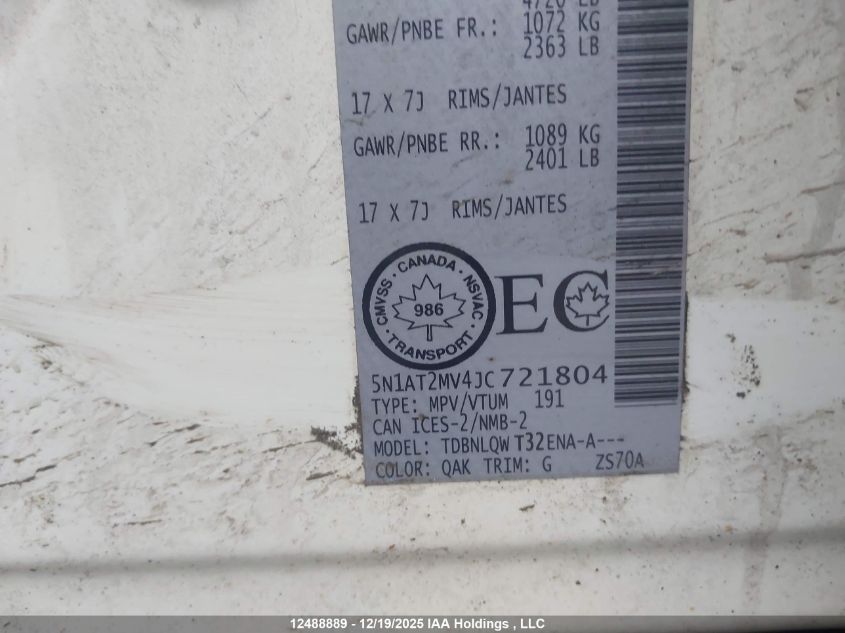 4720 LB
GAWR/PNBE FR.: 1072 KG
2363 LB
17 X 7J RIMS/JANTES
GAWR/PNBE RR.: 1089 KG
2401 LB
17 X 7J RIMS/JANTES
CMVSS · CANADA · NSVAC · TRANSPORT ·
986
EC
5N1AT2MV4JC721804
TYPE: MPV/VTUM 191
CAN ICES-2/NMB-2
MODEL: TDBNLQW T32ENA-A---
COLOR: QAK TRIM: G ZS70A
12488889 - 12/19/2025 IAA Holdings , LLC